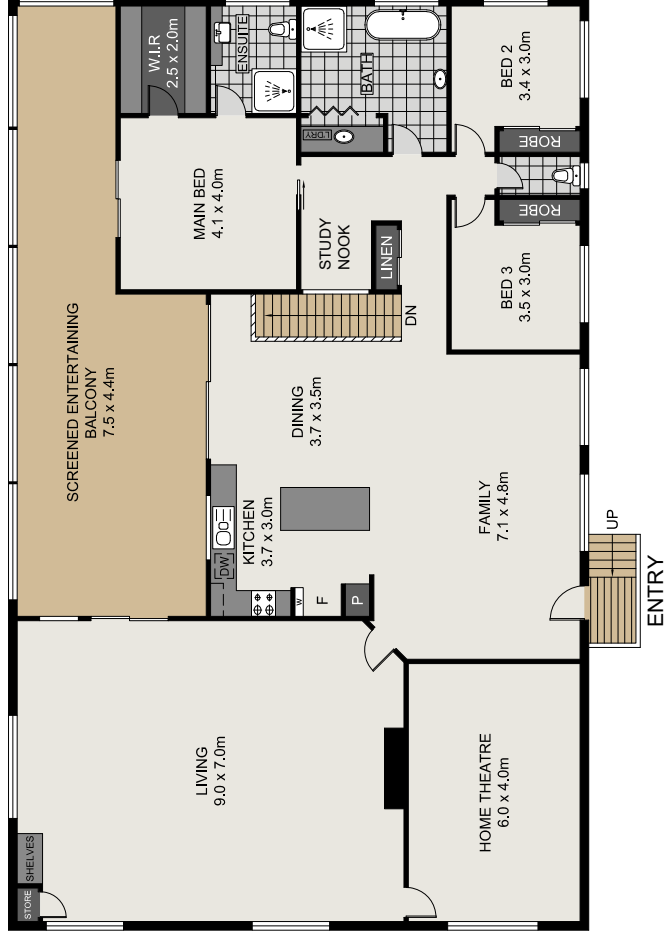 W.I.R
2.5 x 2.0m
ENSUITE
BATH
LTDRY
BED 2
3.4 x 3.0m
ROBE
ROBE
MAIN BED
4.1 x 4.0m
STUDY
NOOK
LINEN
BED 3
3.5 x 3.0m
DN
SCREENED ENTERTAINING
BALCONY
7.5 x 4.4m
DINING
3.7 x 3.5m
KITCHEN
3.7 x 3.0m
DW
W
F
P
FAMILY
7.1 x 4.8m
UP
ENTRY
LIVING
9.0 x 7.0m
HOME THEATRE
6.0 x 4.0m
SHELVES
STORE